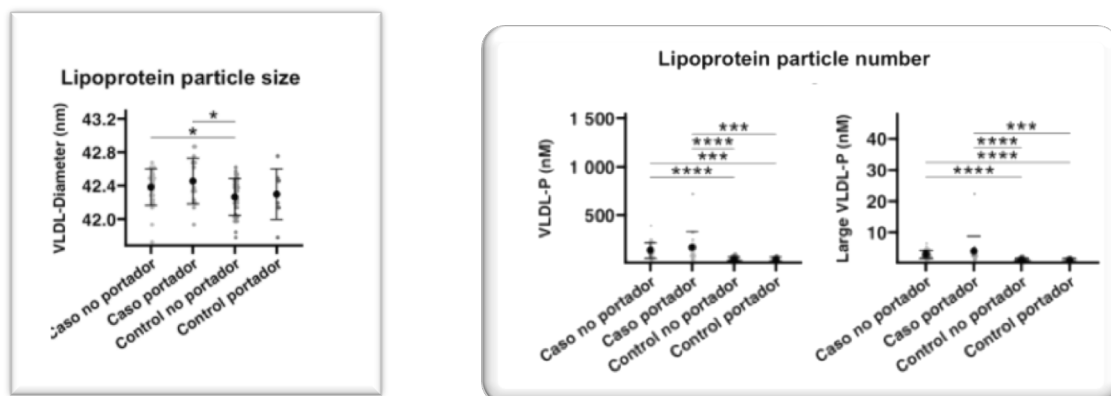 Lipoprotein particle size
VLDL-Diameter (nm)
43.2
42.8
42.4
42.0
*
*
Caso no portador
Caso portador
Control no portador
Control portador
Lipoprotein particle number
VLDL-P (nM)
1 500
1 000
500
***
****
***
****
Caso no portador
Caso portador
Control no portador
Control portador
Large VLDL-P (nM)
40
30
20
10
***
****
****
****
Caso no portador
Caso portador
Control no portador
Control portador